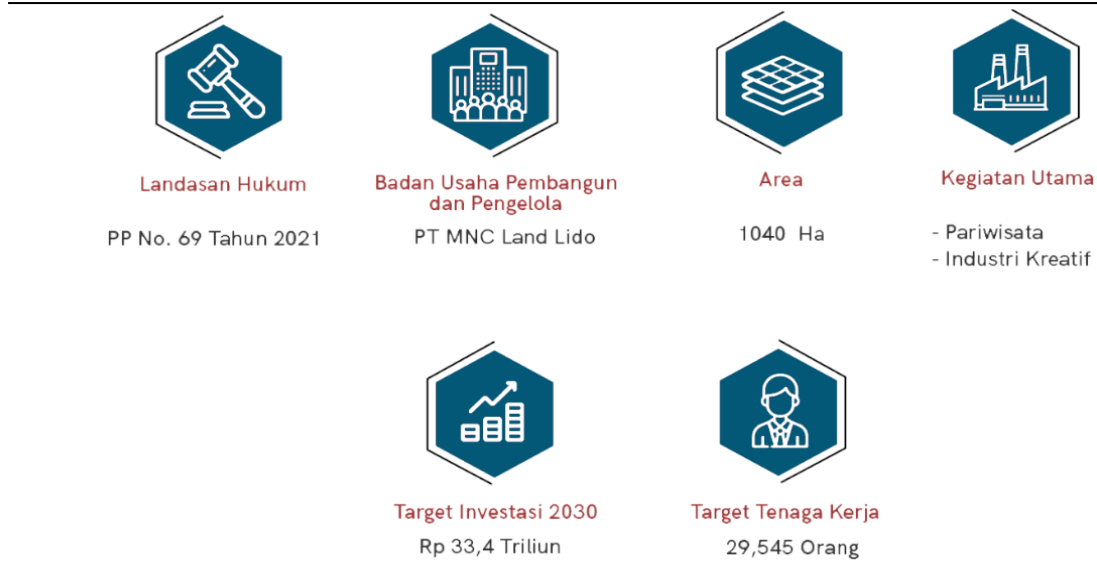 Landasan Hukum
PP No. 69 Tahun 2021
Badan Usaha Pembangun
dan Pengelola
PT MNC Land Lido
Area
1040 Ha
Kegiatan Utama
- Pariwisata
- Industri Kreatif
Target Investasi 2030
Rp 33,4 Triliun
Target Tenaga Kerja
29,545 Orang